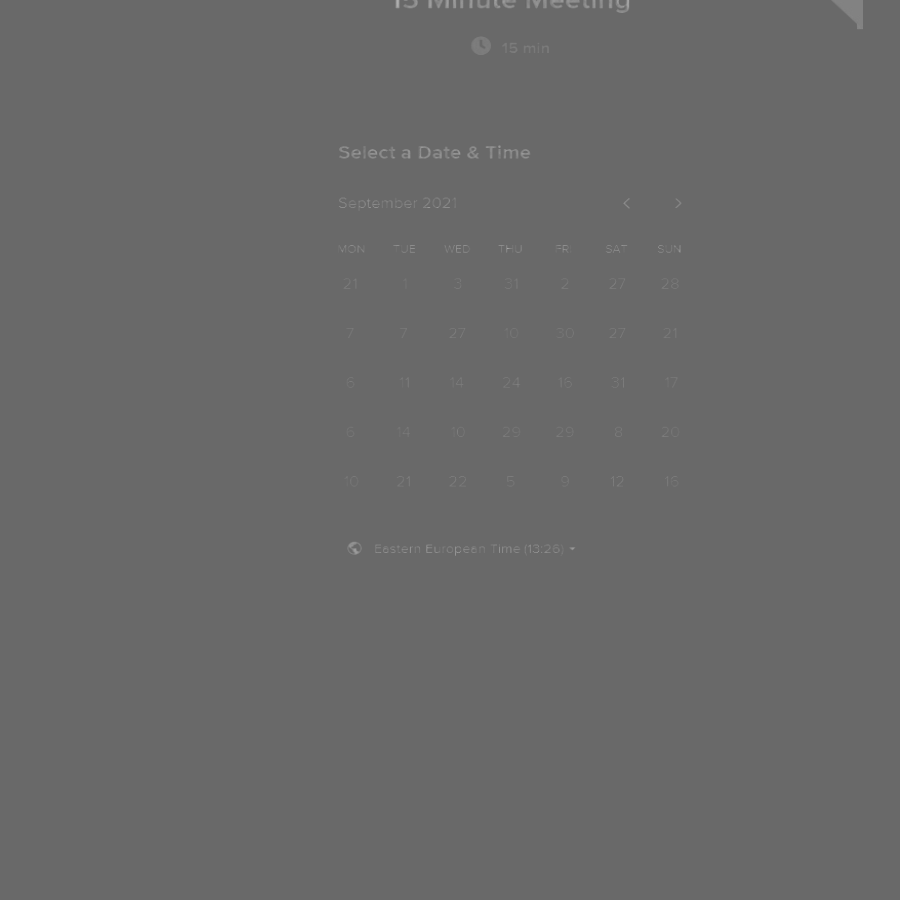 15 Minute Meeting
15 min
Select a Date & Time
September 2021
MON TUE WED THU FRI SAT SUN
21 1 3 31 2 27 28
7 7 27 10 30 27 21
6 11 14 24 16 31 17
6 14 10 29 29 8 20
10 21 22 5 9 12 15
Eastern European Time (13:26)